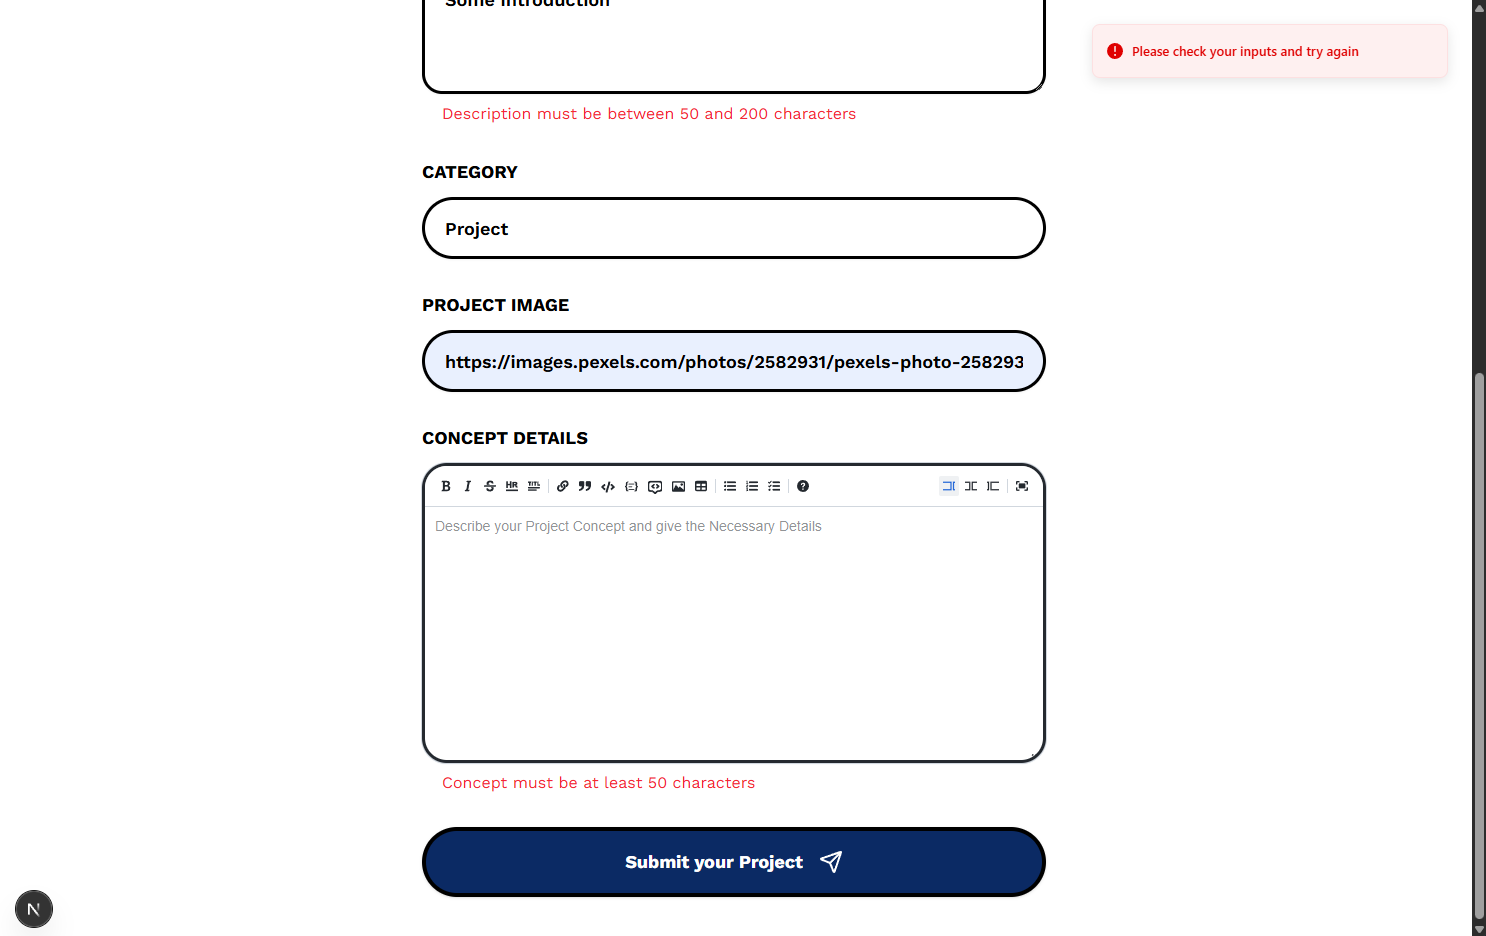 Some Introduction
Please check your inputs and try again
Description must be between 50 and 200 characters
CATEGORY
Project
PROJECT IMAGE
https://images.pexels.com/photos/2582931/pexels-photo-258293
CONCEPT DETAILS
B I S HR TITL
Describe your Project Concept and give the Necessary Details
Concept must be at least 50 characters
Submit your Project
N